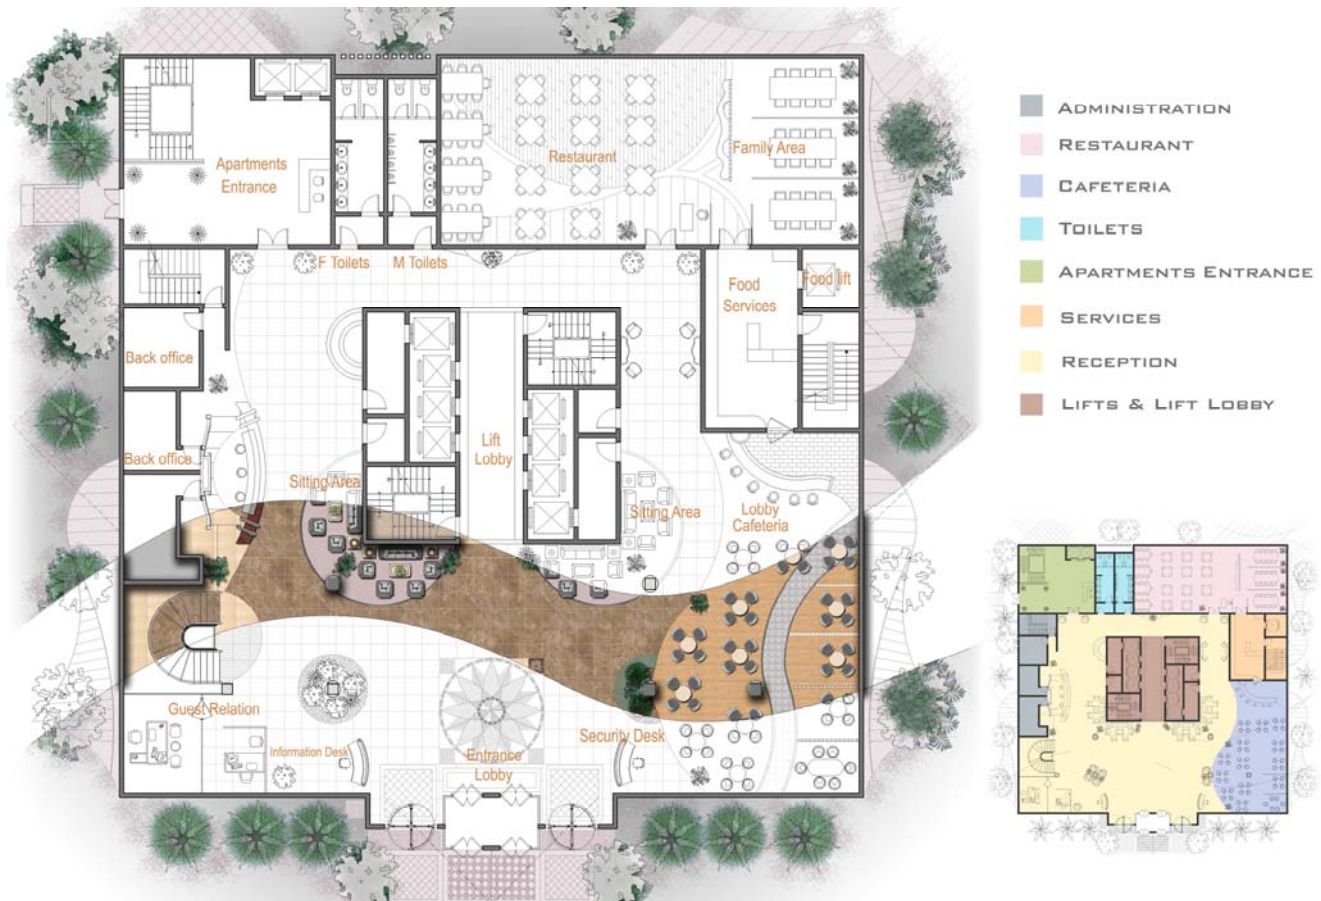 Apartments
Entrance
F Toilets
M Toilets
Restaurant
Family Area
Food
Services
Food lift
Back office
Back office
Sitting Area
Lift
Lobby
Sitting Area
Lobby
Cafeteria
Guest Relation
Information Desk
Entrance
Lobby
Security Desk
ADMINISTRATION
RESTAURANT
CAFETERIA
TOILETS
APARTMENTS ENTRANCE
SERVICES
RECEPTION
LIFTS & LIFT LOBBY